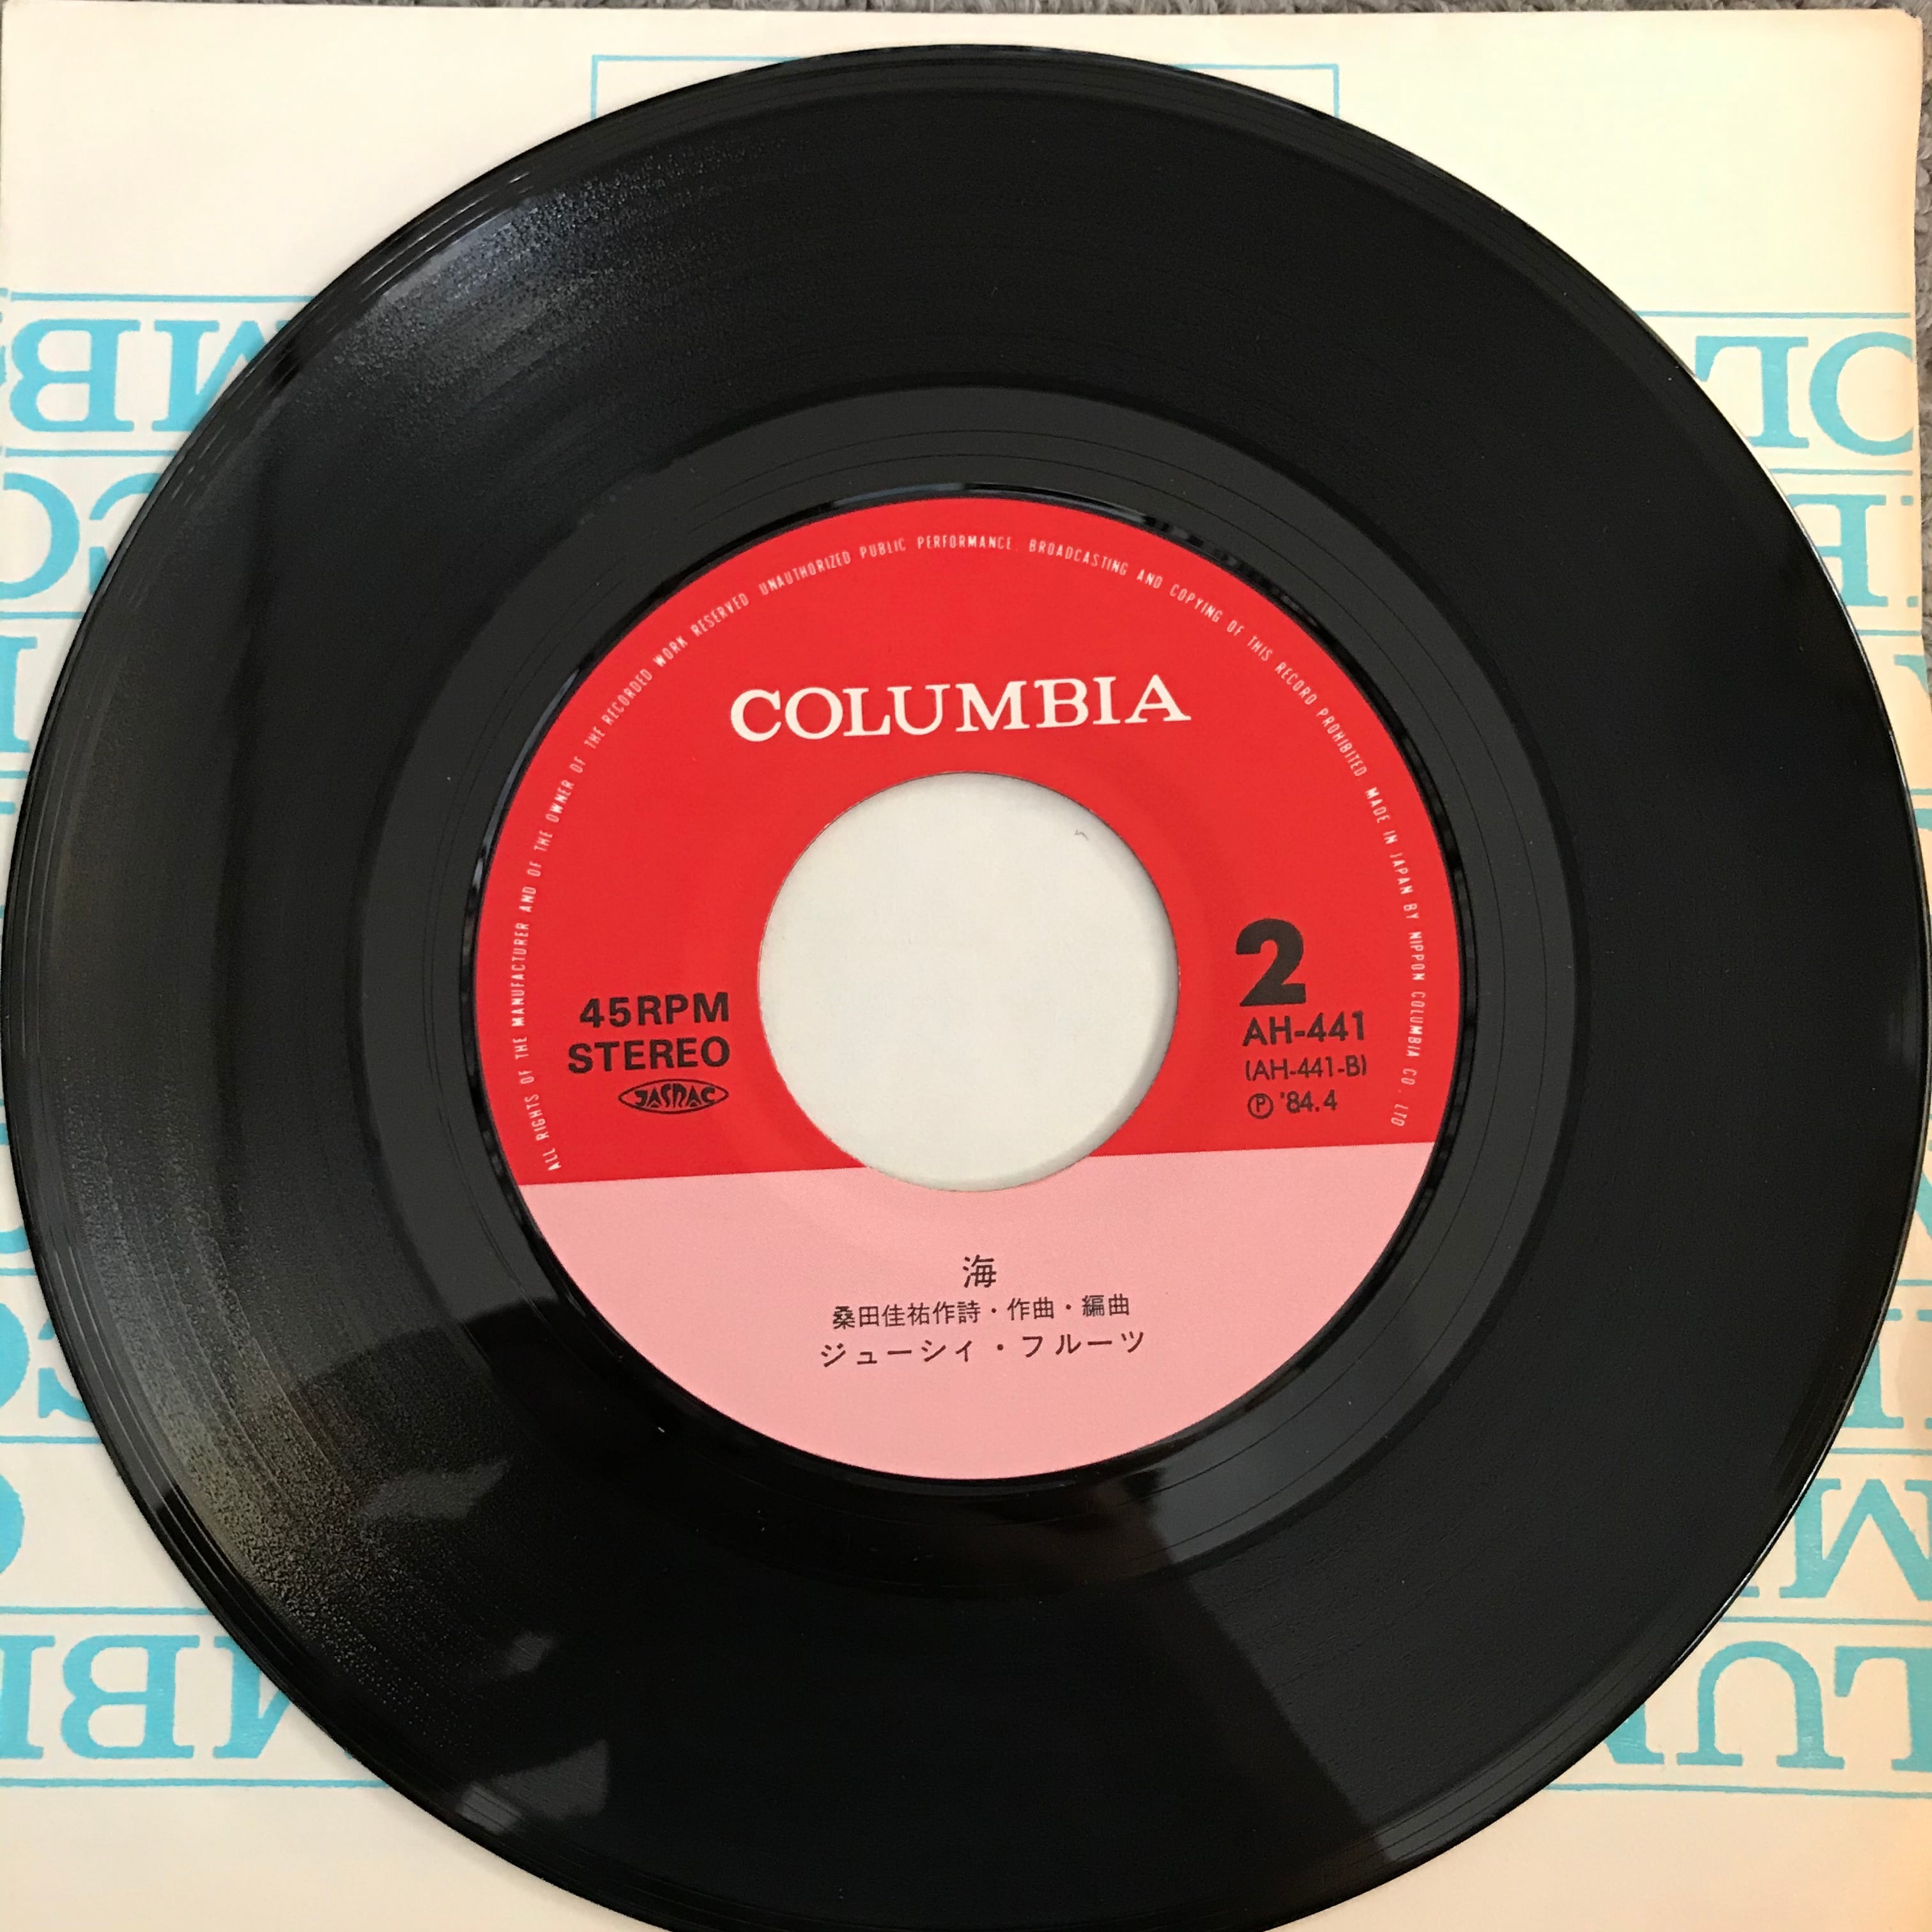 ALL RIGHTS OF THE MANUFACTURER AND OF THE OWNER OF THE RECORDED WORK RESERVED UNAUTHORIZED PUBLIC PERFORMANCE. BROADCASTING AND COPYING OF THIS RECORD PROHIBITED MADE IN JAPAN BY NIPPON COLUMBIA CO., LTD
COLUMBIA
45RPM
STEREO
JASRAC
2
AH-441
(AH-441-B)
Ⓟ '84.4
海
桑田佳祐作詩・作曲・編曲
ジューシィ・フルーツ